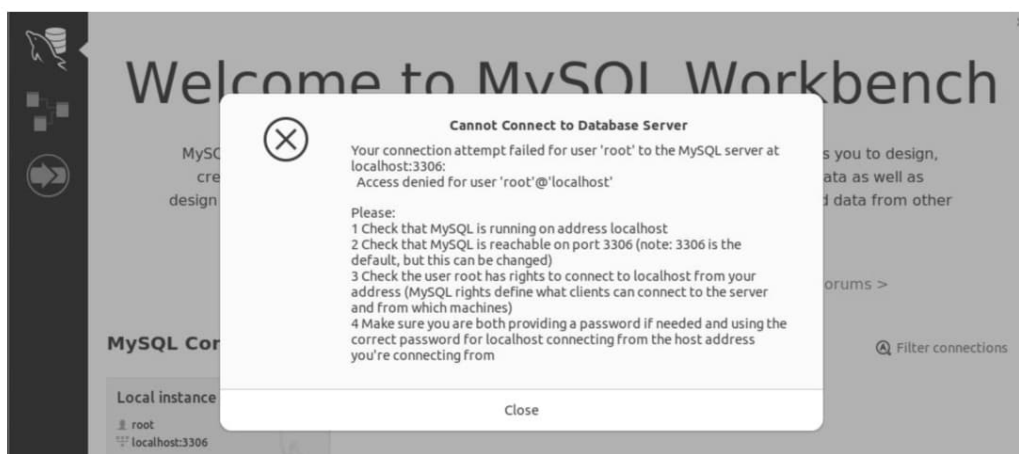 Welcome to MySQL Workbench
Cannot Connect to Database Server
Your connection attempt failed for user 'root' to the MySQL server at
localhost:3306:
Access denied for user 'root'@'localhost'
Please:
1 Check that MySQL is running on address localhost
2 Check that MySQL is reachable on port 3306 (note: 3306 is the
default, but this can be changed)
3 Check the user root has rights to connect to localhost from your
address (MySQL rights define what clients can connect to the server
and from which machines)
4 Make sure you are both providing a password if needed and using the
correct password for localhost connecting from the host address
you're connecting from
Close
MySC
s you to design,
cre
ata as well as
design
d data from other
orums >
MySQL Cor
Filter connections
Local instance
root
localhost:3306